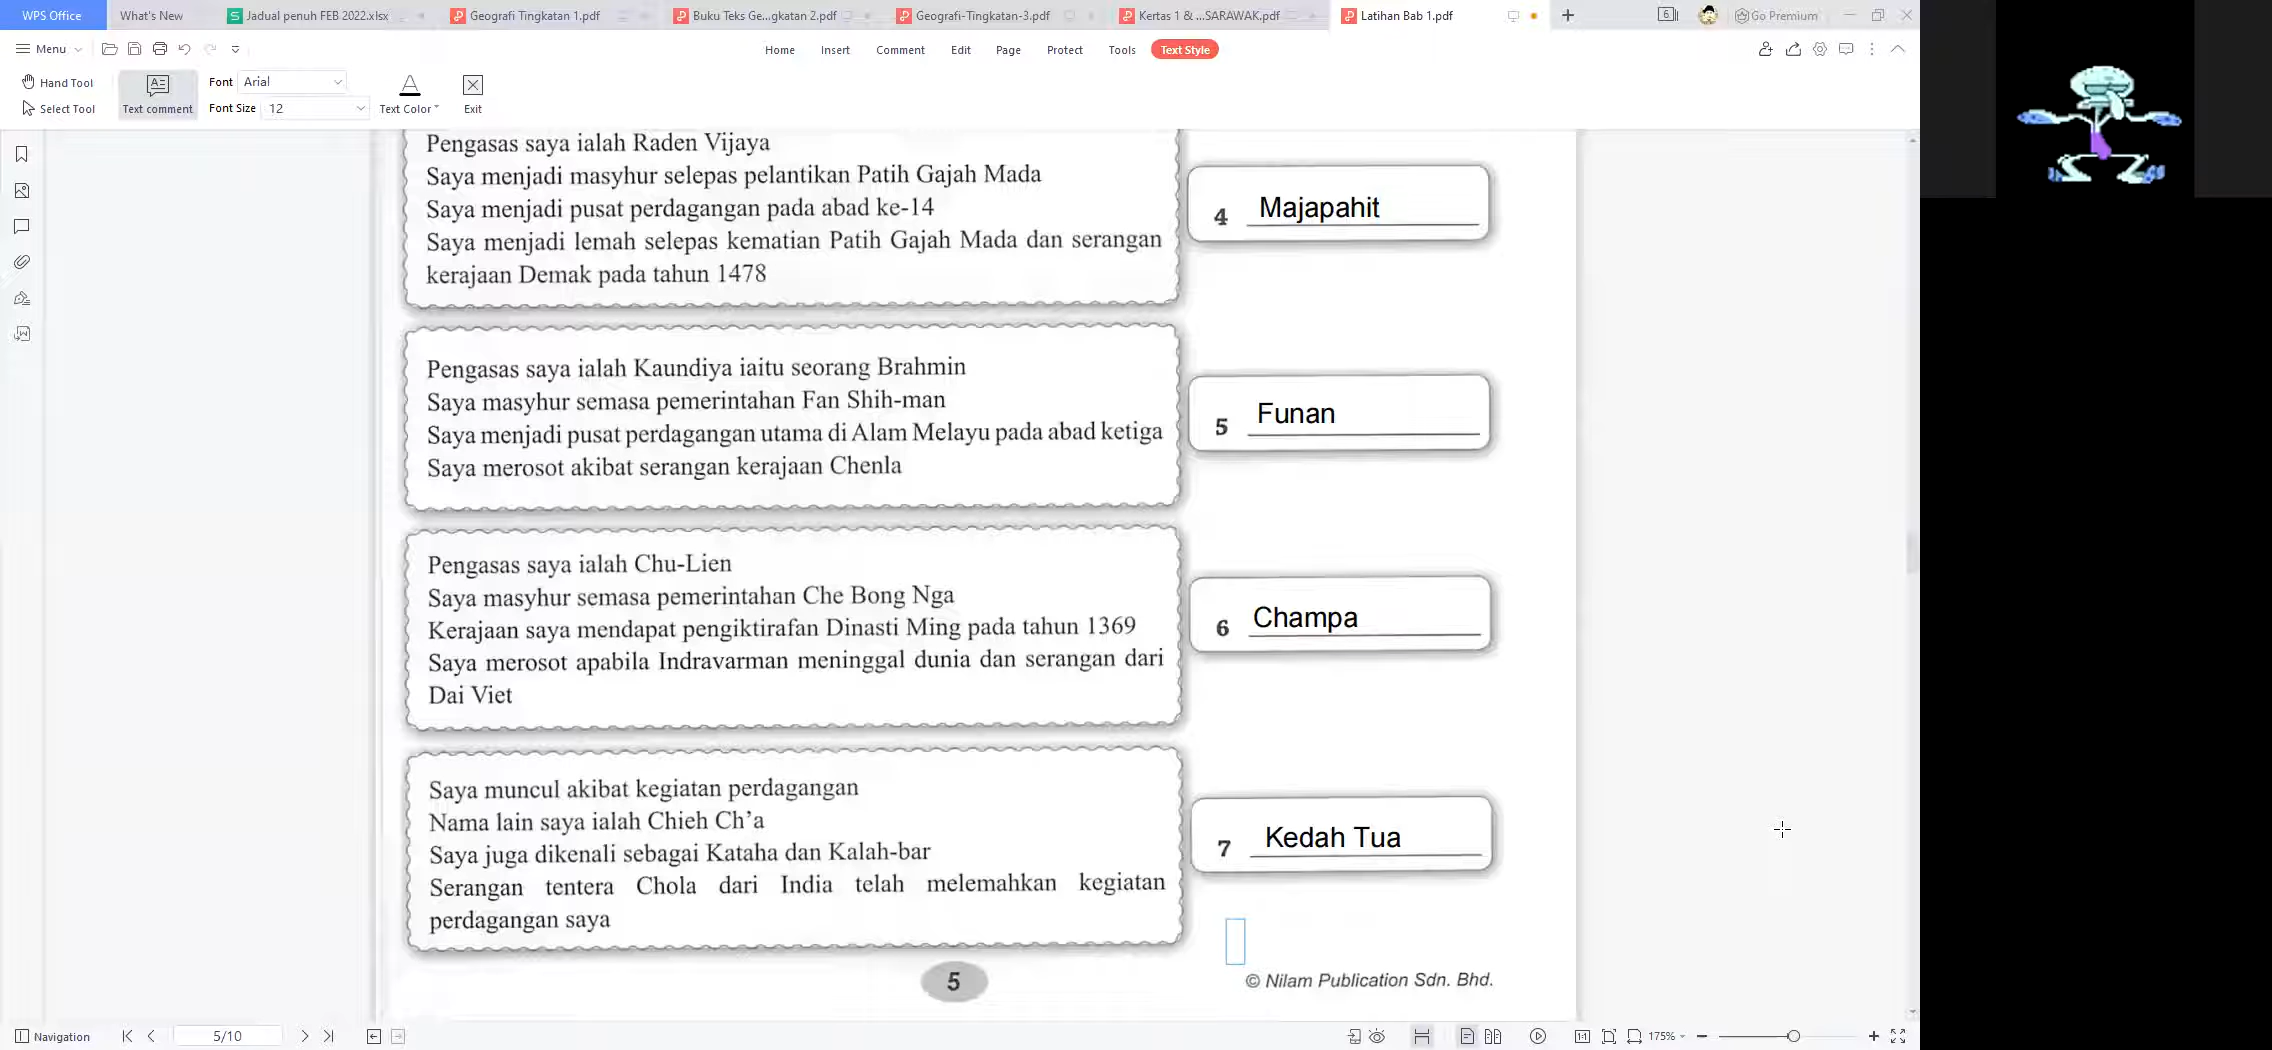 WPS Office What's New Jadual penuh FEB 2022.xlsx Geografi Tingkatan 1.pdf Buku Teks Ge...gkatan 2.pdf Geografi-Tingkatan-3.pdf Kertas 1 & ...SARAWAK.pdf Latihan Bab 1.pdf 6 Go Premium
Menu Home Insert Comment Edit Page Protect Tools Text Style
Hand Tool Font Arial
Select Tool Text comment Font Size 12 Text Color Exit
Pengasas saya ialah Raden Vijaya
Saya menjadi masyhur selepas pelantikan Patih Gajah Mada
Saya menjadi pusat perdagangan pada abad ke-14
Saya menjadi lemah selepas kematian Patih Gajah Mada dan serangan
kerajaan Demak pada tahun 1478
4 Majapahit
Pengasas saya ialah Kaundiya iaitu seorang Brahmin
Saya masyhur semasa pemerintahan Fan Shih-man
Saya menjadi pusat perdagangan utama di Alam Melayu pada abad ketiga
Saya merosot akibat serangan kerajaan Chenla
5 Funan
Pengasas saya ialah Chu-Lien
Saya masyhur semasa pemerintahan Che Bong Nga
Kerajaan saya mendapat pengiktirafan Dinasti Ming pada tahun 1369
Saya merosot apabila Indravarman meninggal dunia dan serangan dari
Dai Viet
6 Champa
Saya muncul akibat kegiatan perdagangan
Nama lain saya ialah Chieh Ch'a
Saya juga dikenali sebagai Kataha dan Kalah-bar
Serangan tentera Chola dari India telah melemahkan kegiatan
perdagangan saya
7 Kedah Tua
5
© Nilam Publication Sdn. Bhd.
Navigation 5/10 1:1 175%